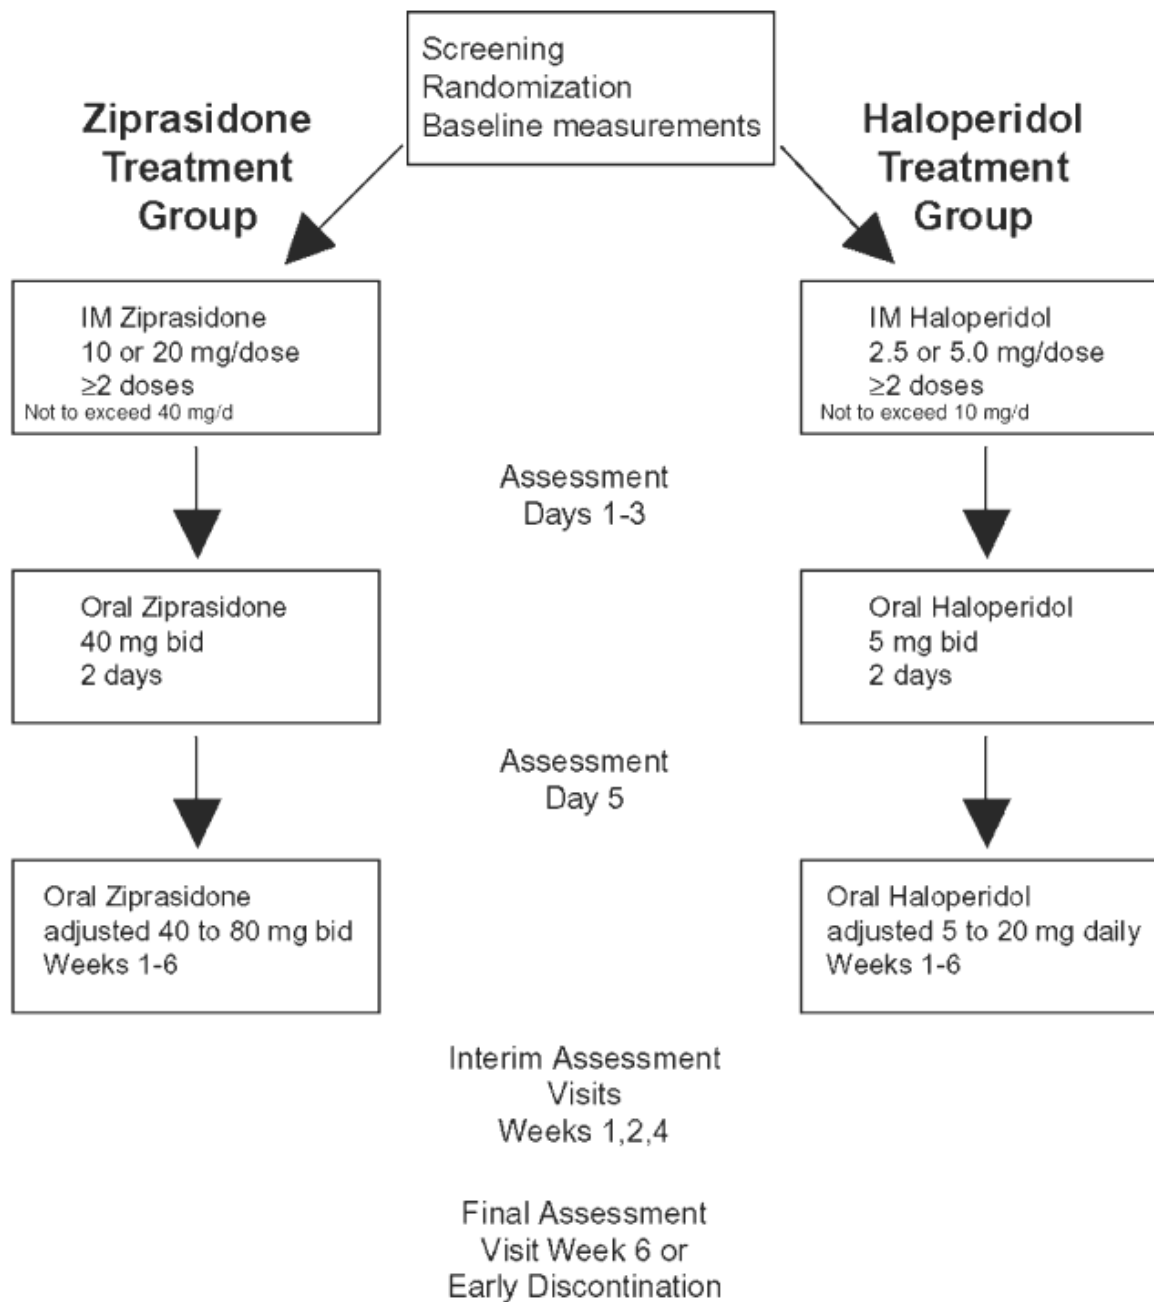 Screening
Randomization
Baseline measurements
Ziprasidone
Treatment
Group
Haloperidol
Treatment
Group
IM Ziprasidone
10 or 20 mg/dose
≥2 doses
Not to exceed 40 mg/d
IM Haloperidol
2.5 or 5.0 mg/dose
≥2 doses
Not to exceed 10 mg/d
Assessment
Days 1-3
Oral Ziprasidone
40 mg bid
2 days
Oral Haloperidol
5 mg bid
2 days
Assessment
Day 5
Oral Ziprasidone
adjusted 40 to 80 mg bid
Weeks 1-6
Oral Haloperidol
adjusted 5 to 20 mg daily
Weeks 1-6
Interim Assessment
Visits
Weeks 1,2,4
Final Assessment
Visit Week 6 or
Early Discontination